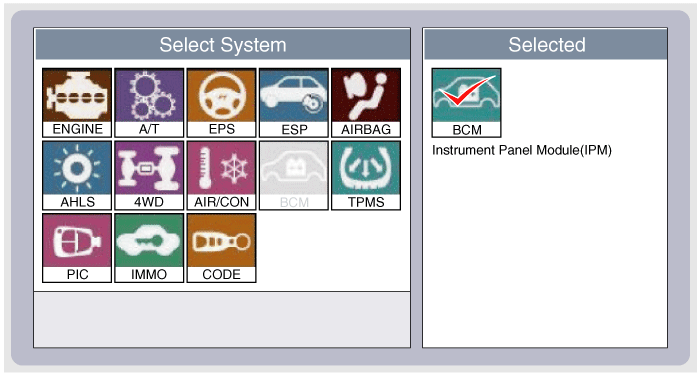 Select System
Selected
ENGINE A/T EPS ESP AIRBAG
BCM
Instrument Panel Module(IPM)
AHLS 4WD AIR/CON BCM TPMS
PIC IMMO CODE